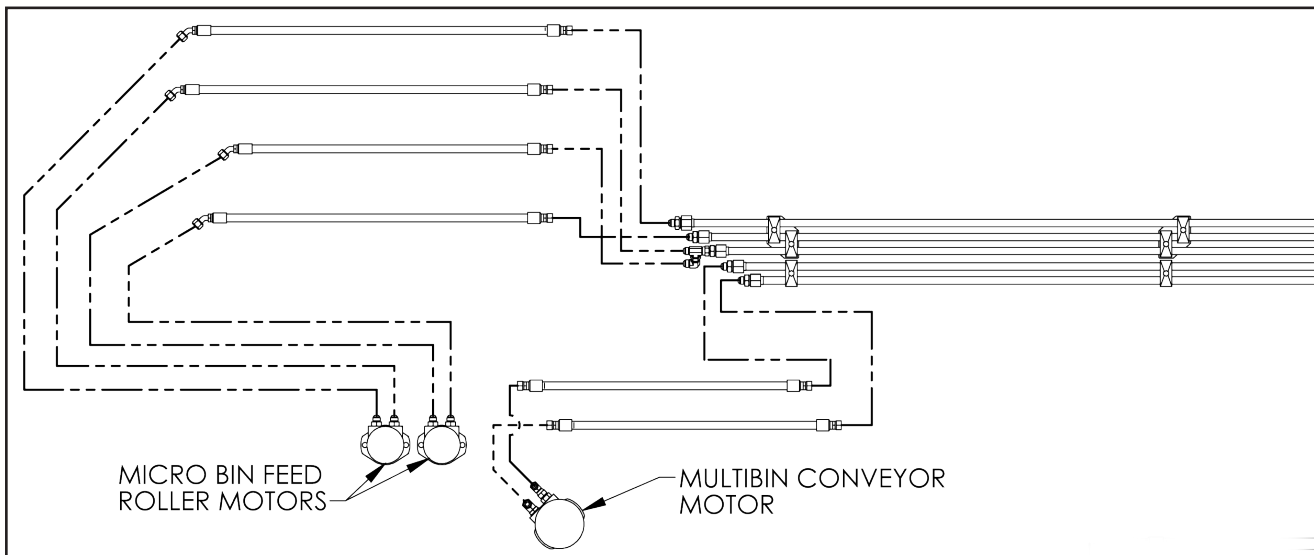 MICRO BIN FEED
ROLLER MOTORS
MULTIBIN CONVEYOR
MOTOR